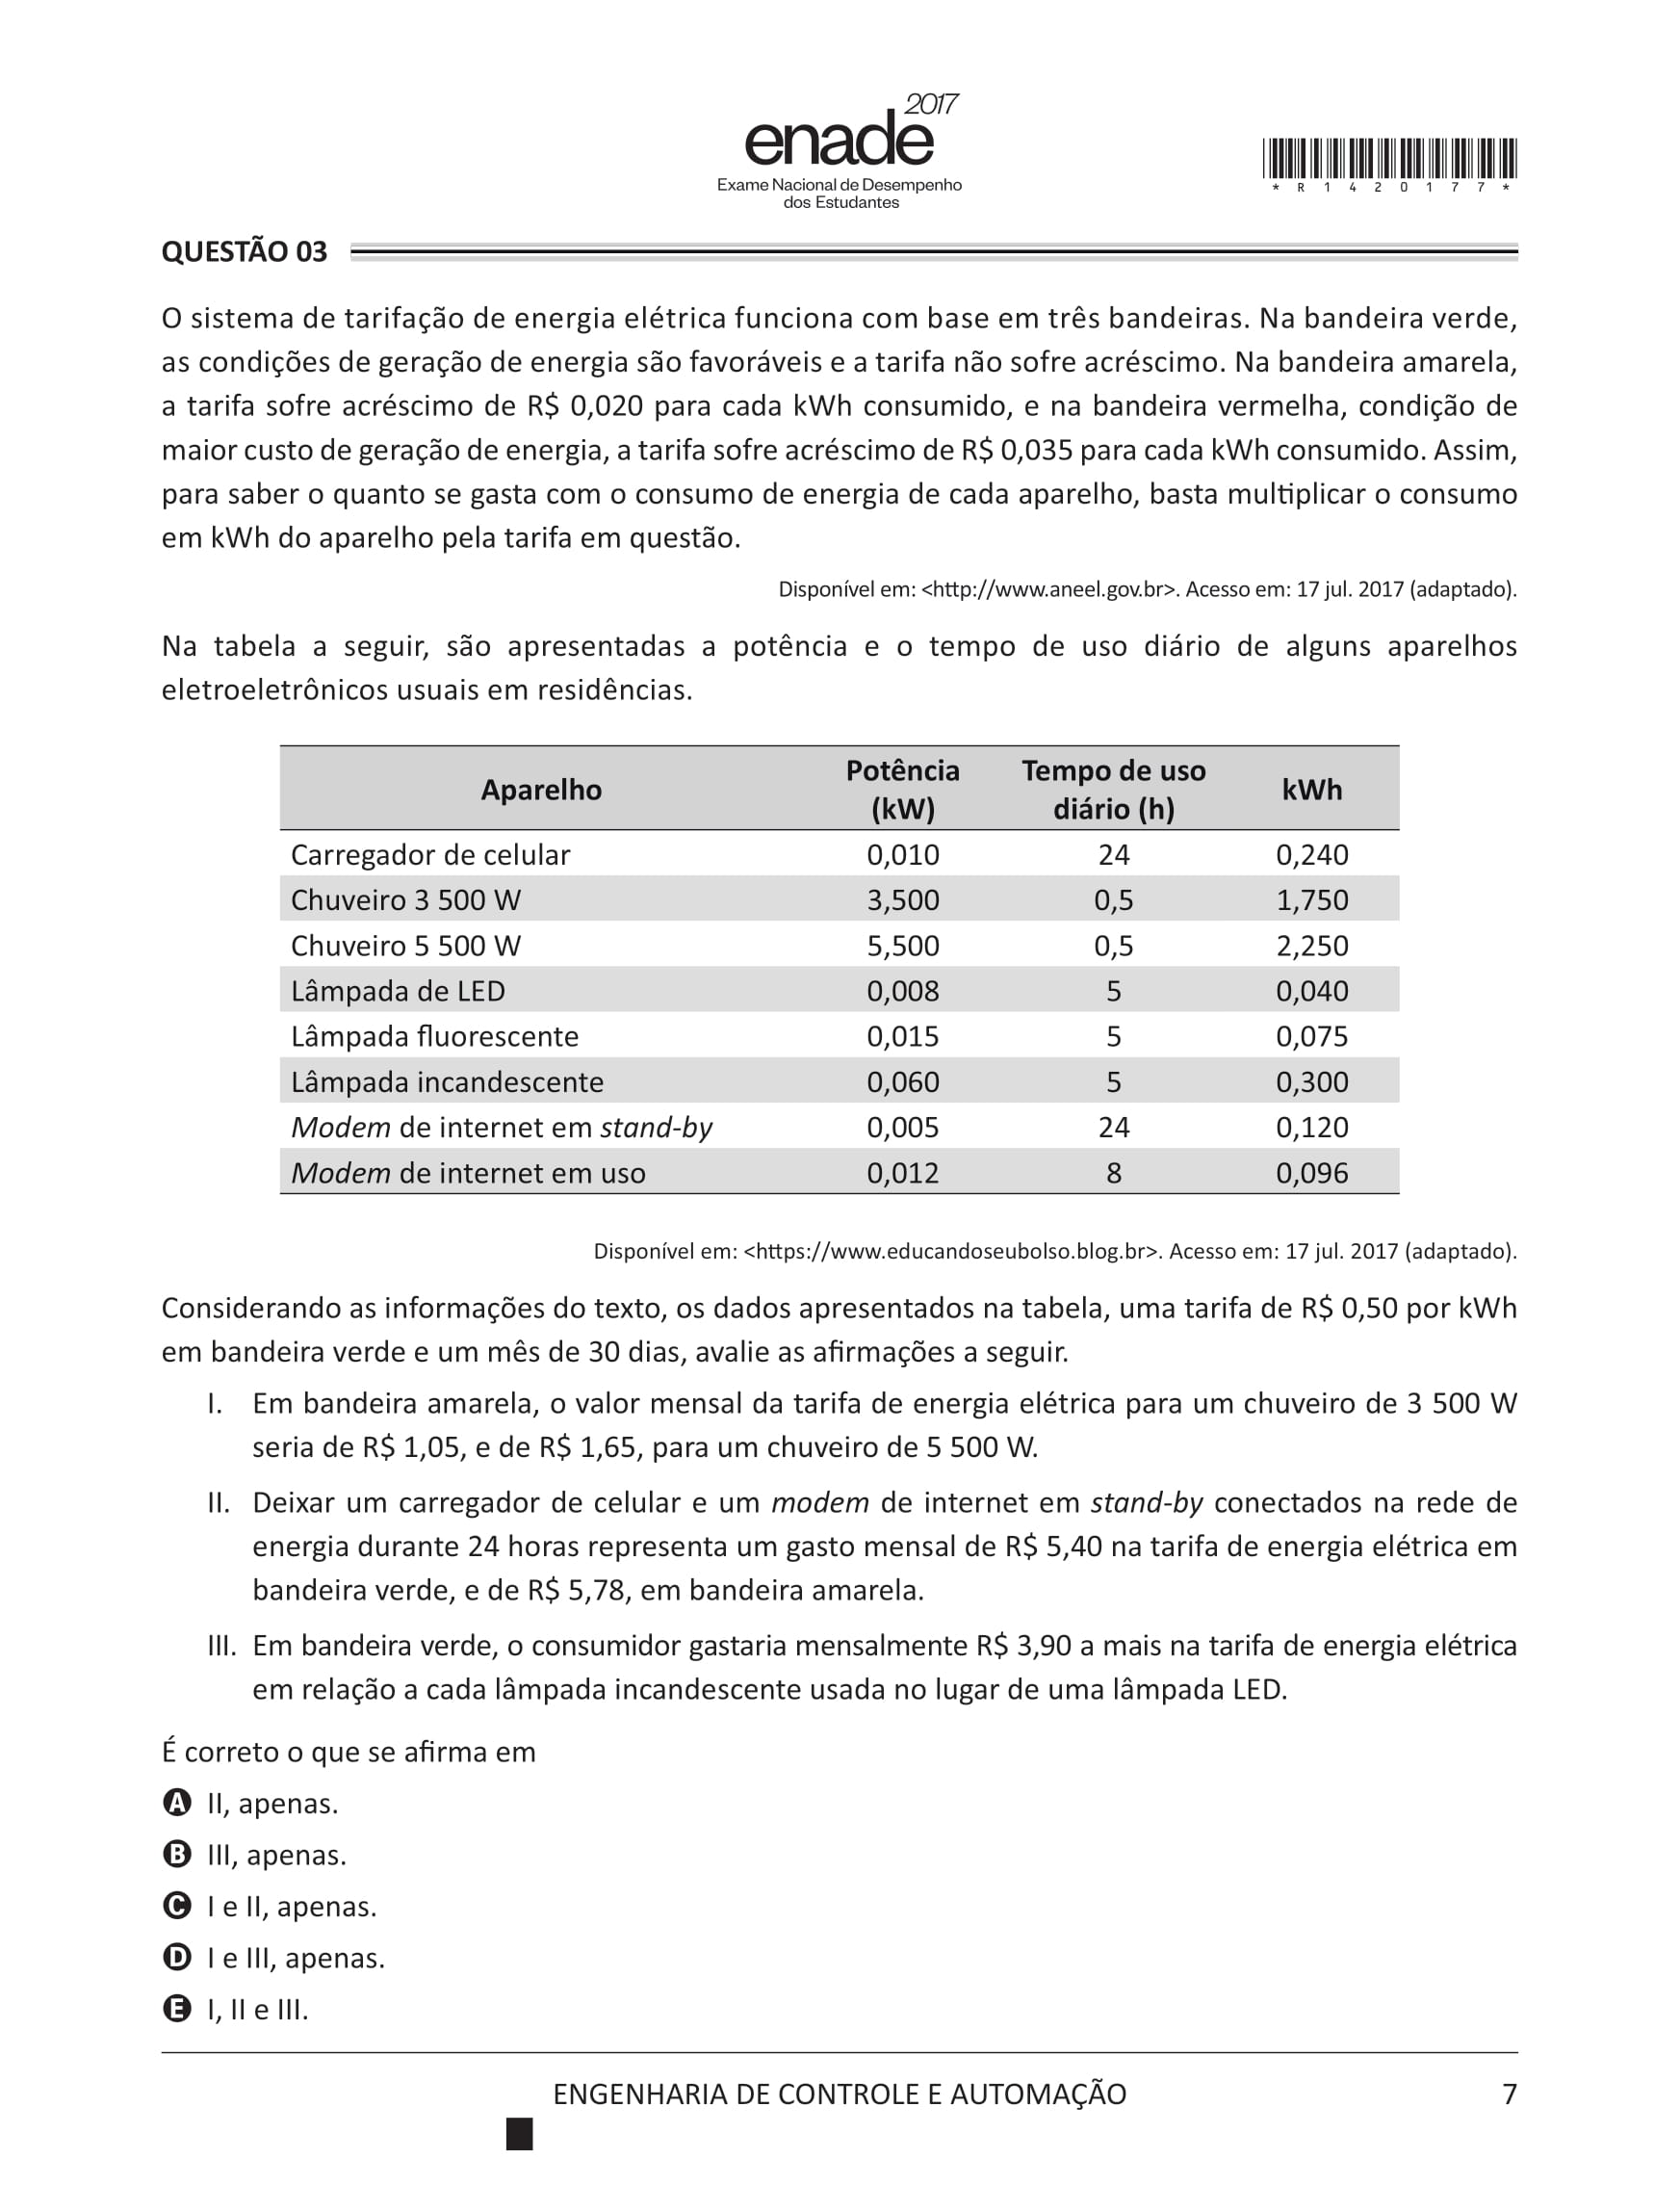 2017
enade
Exame Nacional de Desempenho
dos Estudantes
*R1420177*
QUESTÃO 03
O sistema de tarifação de energia elétrica funciona com base em três bandeiras. Na bandeira verde,
as condições de geração de energia são favoráveis e a tarifa não sofre acréscimo. Na bandeira amarela,
a tarifa sofre acréscimo de R$ 0,020 para cada kWh consumido, e na bandeira vermelha, condição de
maior custo de geração de energia, a tarifa sofre acréscimo de R$ 0,035 para cada kWh consumido. Assim,
para saber o quanto se gasta com o consumo de energia de cada aparelho, basta multiplicar o consumo
em kWh do aparelho pela tarifa em questão.
Disponível em: <http://www.aneel.gov.br>. Acesso em: 17 jul. 2017 (adaptado).
Na tabela a seguir, são apresentadas a potência e o tempo de uso diário de alguns aparelhos
eletroeletrônicos usuais em residências.
Aparelho Potência (kW) Tempo de uso diário (h) kWh
Carregador de celular 0,010 24 0,240
Chuveiro 3 500 W 3,500 0,5 1,750
Chuveiro 5 500 W 5,500 0,5 2,250
Lâmpada de LED 0,008 5 0,040
Lâmpada fluorescente 0,015 5 0,075
Lâmpada incandescente 0,060 5 0,300
Modem de internet em stand-by 0,005 24 0,120
Modem de internet em uso 0,012 8 0,096
Disponível em: <https://www.educandoseubolso.blog.br>. Acesso em: 17 jul. 2017 (adaptado).
Considerando as informações do texto, os dados apresentados na tabela, uma tarifa de R$ 0,50 por kWh
em bandeira verde e um mês de 30 dias, avalie as afirmações a seguir.
I. Em bandeira amarela, o valor mensal da tarifa de energia elétrica para um chuveiro de 3 500 W
seria de R$ 1,05, e de R$ 1,65, para um chuveiro de 5 500 W.
II. Deixar um carregador de celular e um modem de internet em stand-by conectados na rede de
energia durante 24 horas representa um gasto mensal de R$ 5,40 na tarifa de energia elétrica em
bandeira verde, e de R$ 5,78, em bandeira amarela.
III. Em bandeira verde, o consumidor gastaria mensalmente R$ 3,90 a mais na tarifa de energia elétrica
em relação a cada lâmpada incandescente usada no lugar de uma lâmpada LED.
É correto o que se afirma em
A II, apenas.
B III, apenas.
C I e II, apenas.
D I e III, apenas.
E I, II e III.
ENGENHARIA DE CONTROLE E AUTOMAÇÃO 7